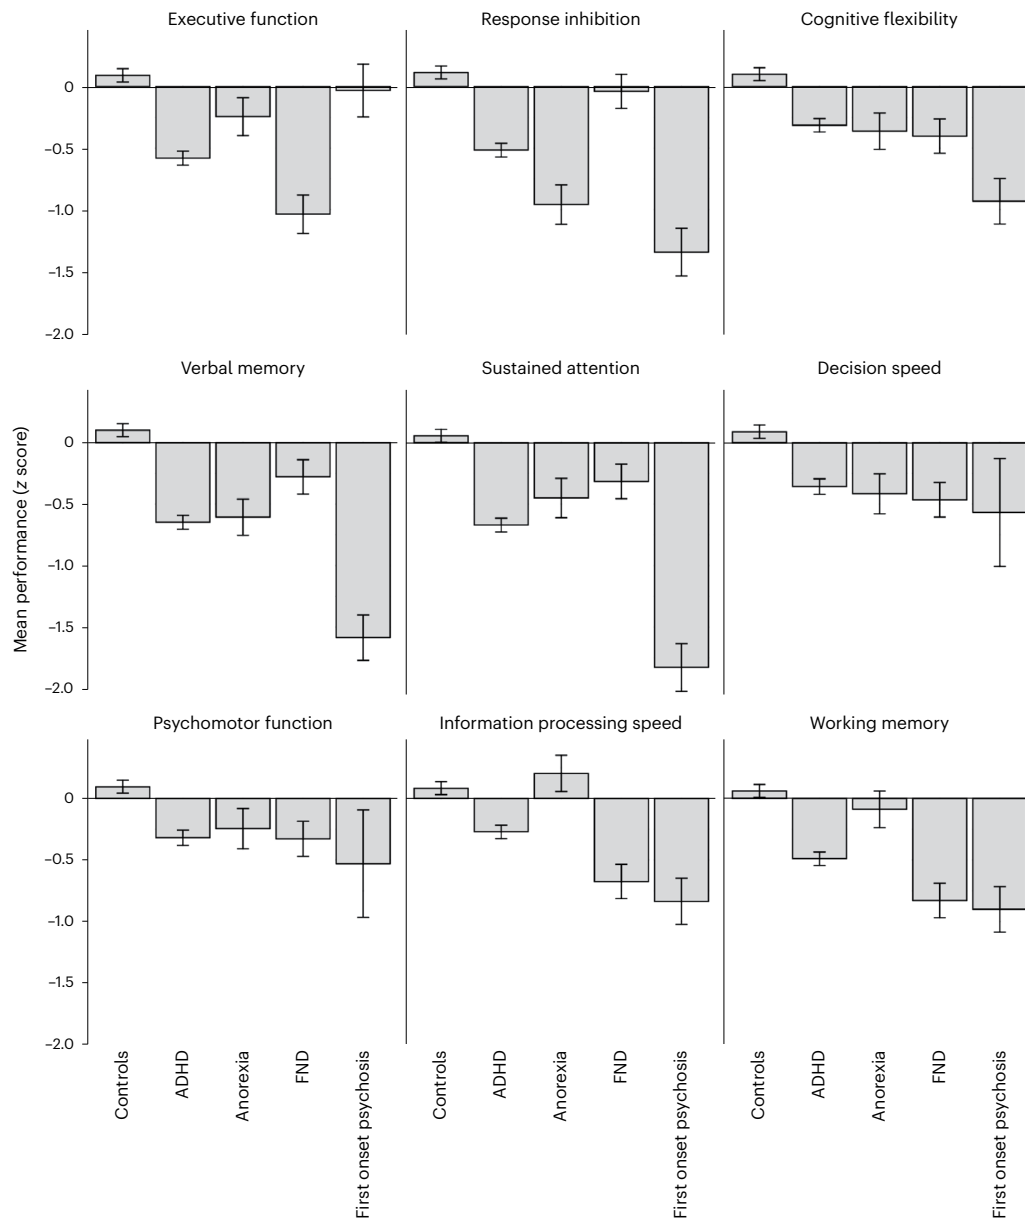 Executive function
Response inhibition
Cognitive flexibility
0
–0.5
–1.0
–1.5
–2.0
Verbal memory
Sustained attention
Decision speed
Mean performance (z score)
0
–0.5
–1.0
–1.5
–2.0
Psychomotor function
Information processing speed
Working memory
0
–0.5
–1.0
–1.5
–2.0
Controls
ADHD
Anorexia
FND
First onset psychosis
Controls
ADHD
Anorexia
FND
First onset psychosis
Controls
ADHD
Anorexia
FND
First onset psychosis